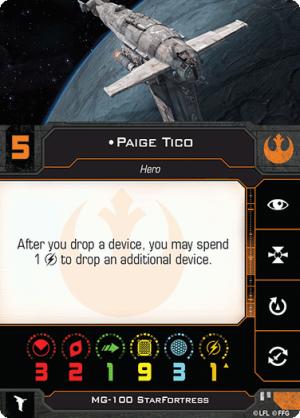 5
•Paige Tico
Hero
After you drop a device, you may spend
1 to drop an additional device.
3 2 1 9 3 1
MG-100 StarFortress
©LFL ©FFG